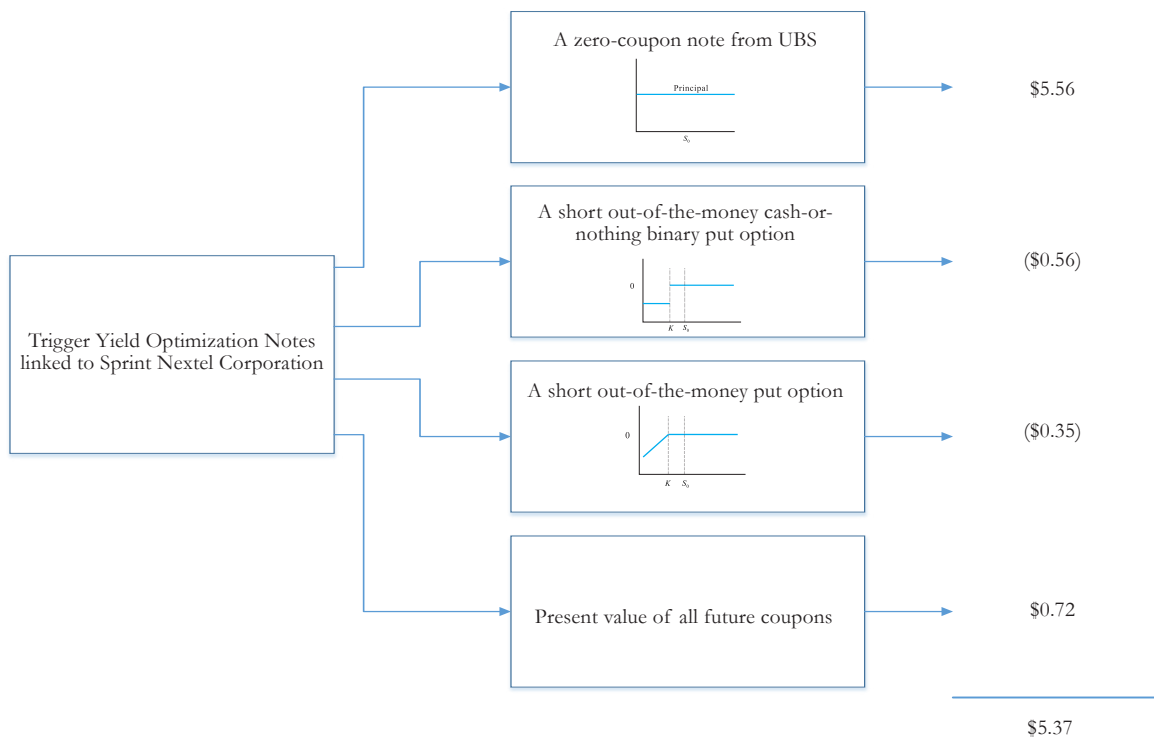 A zero-coupon note from UBS
Principal
S0
$5.56
A short out-of-the-money cash-or-
nothing binary put option
0
K
S0
($0.56)
Trigger Yield Optimization Notes
linked to Sprint Nextel Corporation
A short out-of-the-money put option
0
K
S0
($0.35)
Present value of all future coupons
$0.72
$5.37